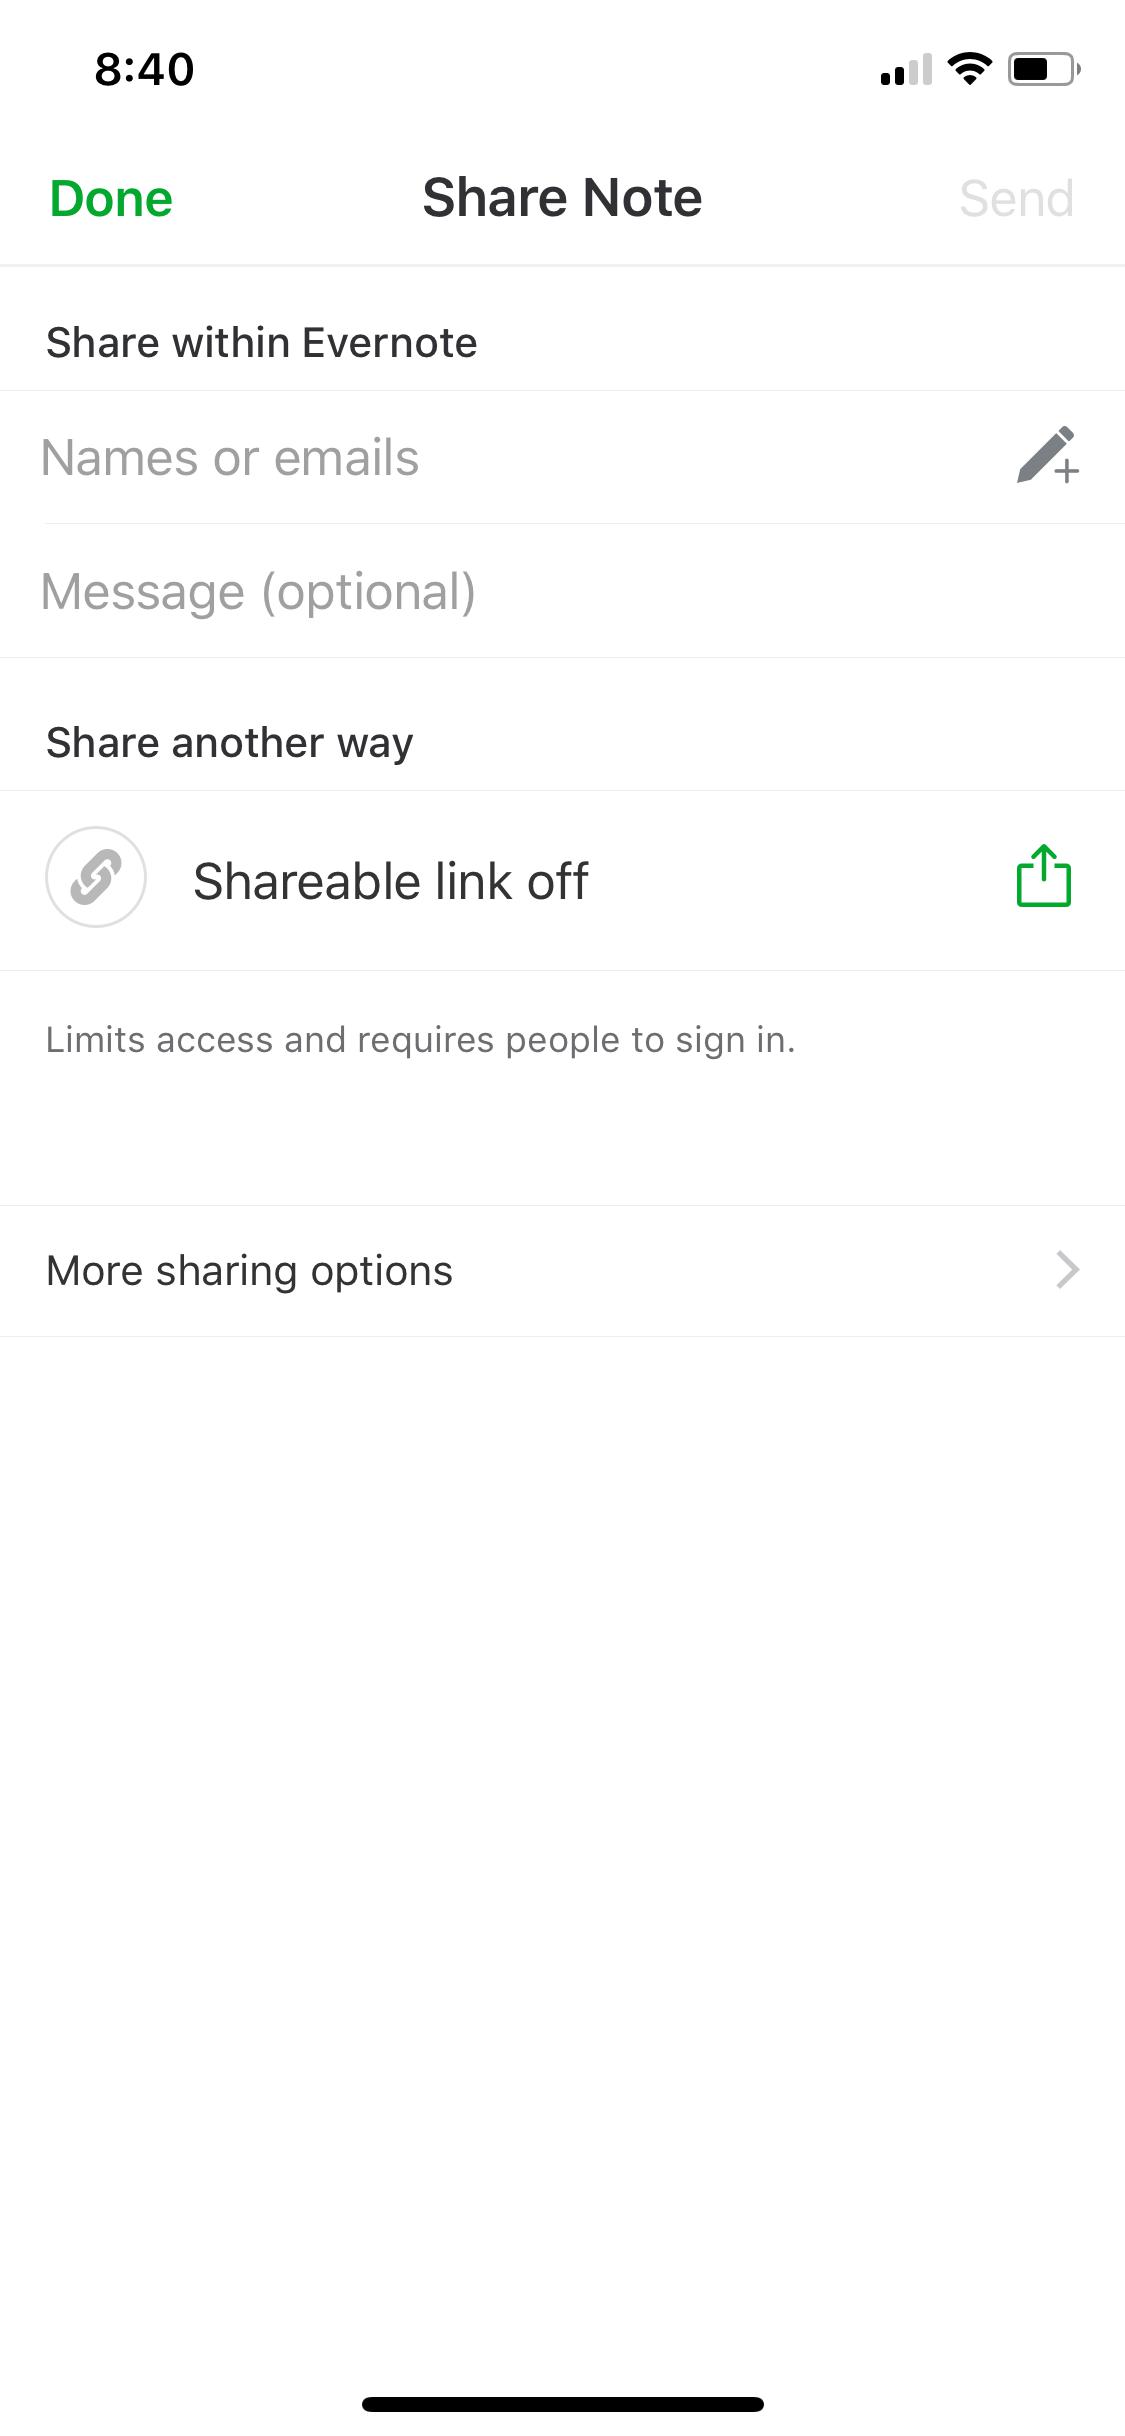 8:40
Done Share Note Send
Share within Evernote
Names or emails
Message (optional)
Share another way
Shareable link off
Limits access and requires people to sign in.
More sharing options